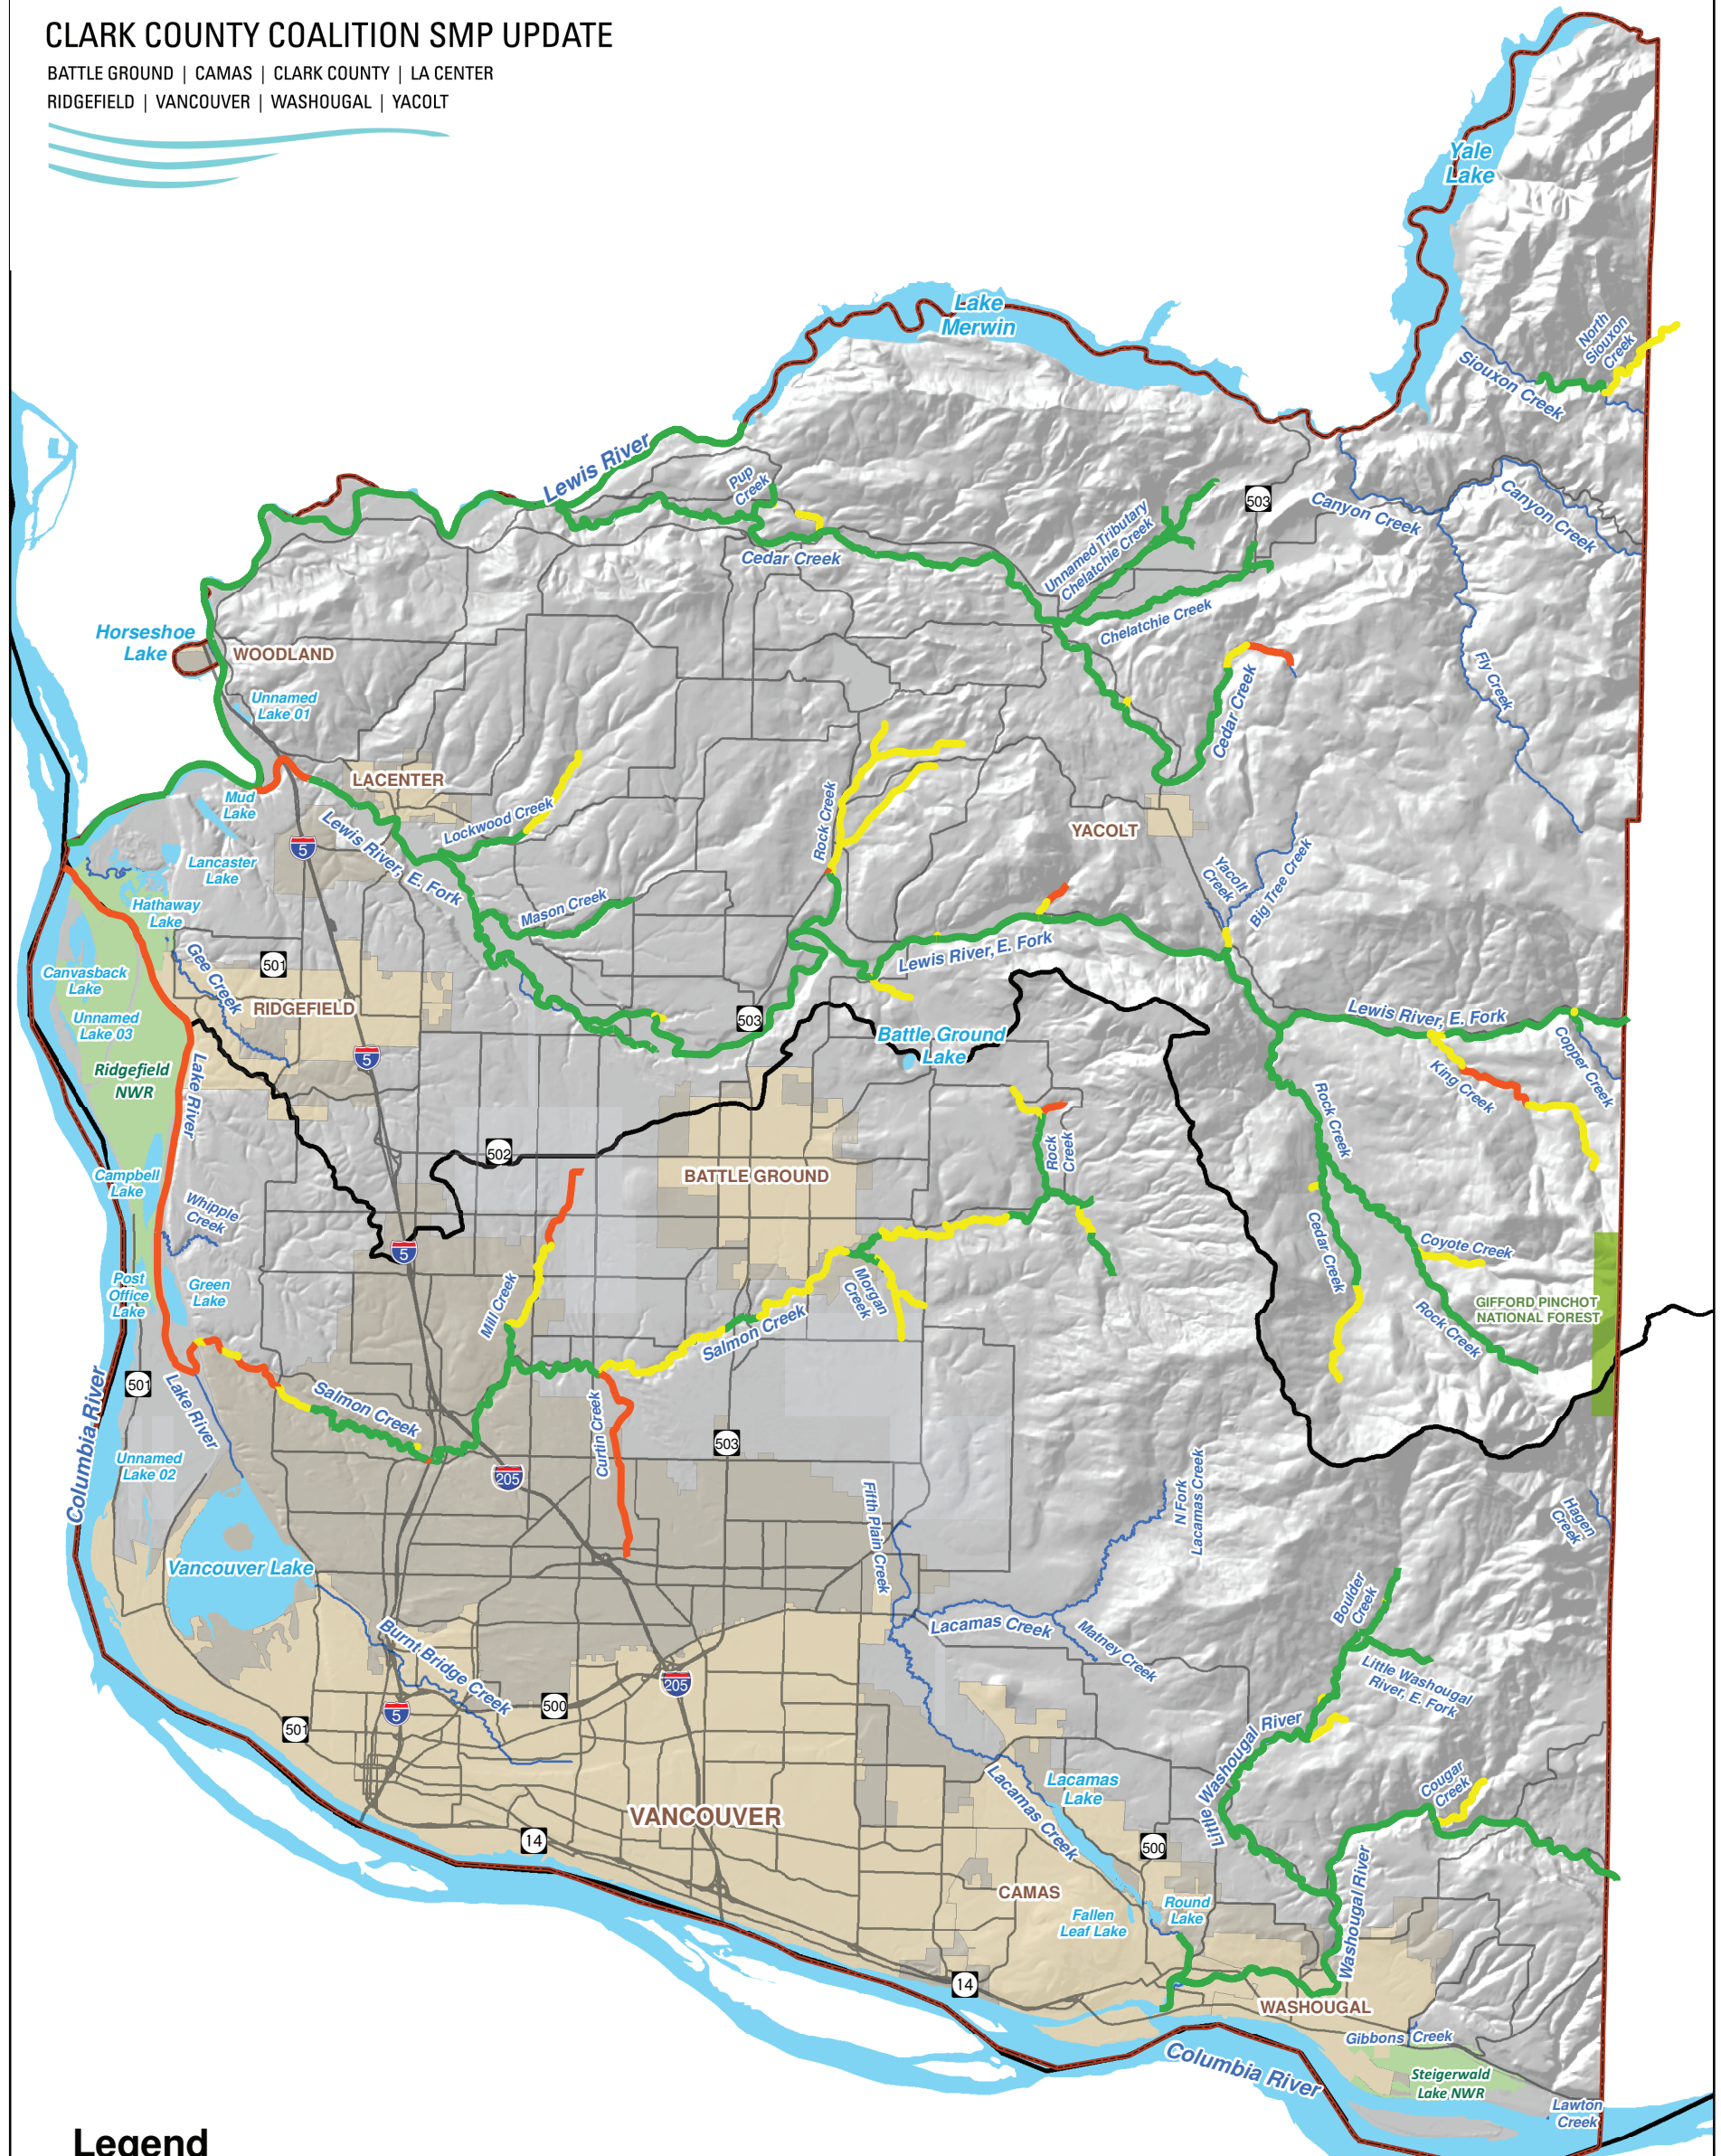 CLARK COUNTY COALITION SMP UPDATE
BATTLE GROUND | CAMAS | CLARK COUNTY | LA CENTER
RIDGEFIELD | VANCOUVER | WASHOUGAL | YACOLT
Yale
Lake
Lake
Merwin
North
Siouxon
Creek
Siouxon Creek
Lewis River
Pup
Creek
503
Canyon Creek
Canyon Creek
Unnamed Tributary
Chelatchie Creek
Cedar Creek
Chelatchie Creek
Horseshoe
Lake
WOODLAND
Fly Creek
Unnamed
Lake 01
Cedar Creek
LACENTER
Mud
Lake
Lockwood Creek
Rock Creek
YACOLT
Lewis River, E. Fork
5
Lancaster
Lake
Yacolt
Creek
Big Tree Creek
Hathaway
Lake
Mason Creek
Lewis River, E. Fork
501
Gee Creek
Canvasback
Lake
RIDGEFIELD
Unnamed
Lake 03
503
Lewis River, E. Fork
Battle Ground
Lake
5
Copper Creek
Ridgefield
NWR
Lake River
King Creek
Rock Creek
502
Rock
Creek
BATTLE GROUND
Campbell
Lake
Whipple
Creek
5
Cedar Creek
Coyote Creek
Post
Office
Lake
Green
Lake
Mill Creek
Morgan
Creek
GIFFORD PINCHOT
NATIONAL FOREST
Salmon Creek
Rock Creek
501
Lake River
Salmon Creek
Curtin Creek
Columbia River
503
Unnamed
Lake 02
205
Fifth Plain Creek
N Fork
Lacamas Creek
Hagen
Creek
Vancouver Lake
Boulder
Creek
Lacamas Creek
Matney Creek
Burnt Bridge Creek
Little Washougal
River, E. Fork
205
500
5
501
Little Washougal River
Lacamas
Lake
Cougar
Creek
Lacamas Creek
VANCOUVER
14
500
CAMAS
Washougal River
Round
Lake
Fallen
Leaf Lake
14
WASHOUGAL
Gibbons Creek
Columbia River
Steigerwald
Lake NWR
Lawton
Creek
Legend